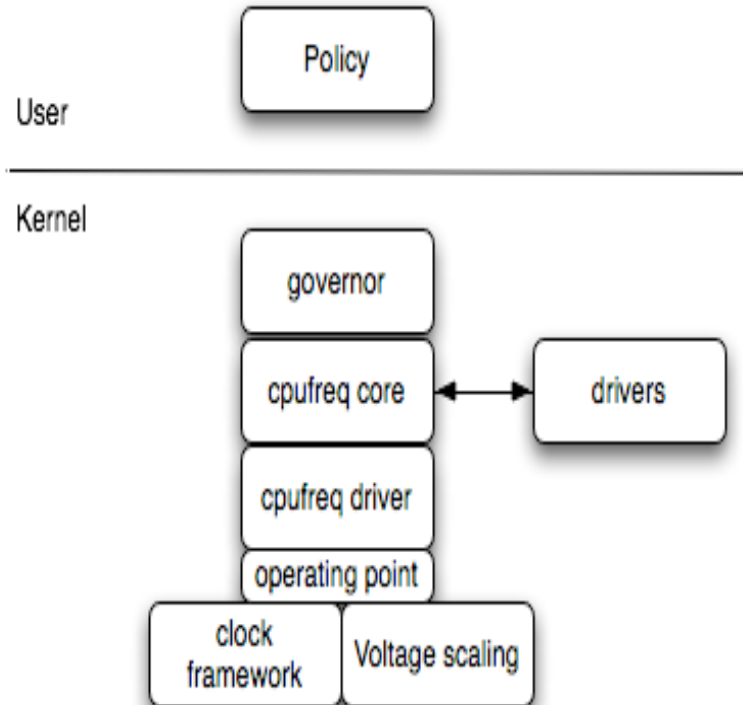 Policy
User
Kernel
governor
cpufreq core
drivers
cpufreq driver
operating point
clock
framework
Voltage scaling